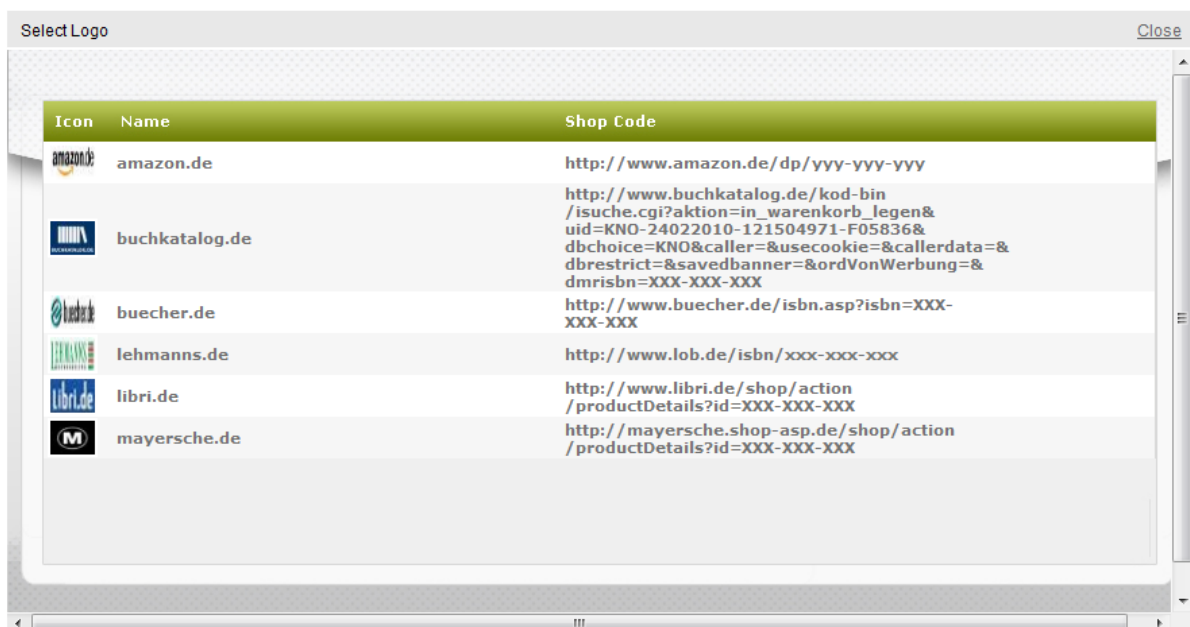 Select Logo Close
Icon Name Shop Code
amazon.de amazon.de http://www.amazon.de/dp/yyy-yyy-yyy
http://www.buchkatalog.de/kod-bin
/isuche.cgi?aktion=in_warenkorb_legen&
uid=KNO-24022010-121504971-F05836&
BUCHKATALOG.DE buchkatalog.de dbchoice=KNO&caller=&usecookie=&callerdata=&
dbrestrict=&savedbanner=&ordVonWerbung=&
dmrisbn=XXX-XXX-XXX
buecher.de buecher.de http://www.buecher.de/isbn.asp?isbn=XXX-
XXX-XXX
LEHMANNS lehmanns.de http://www.lob.de/isbn/xxx-xxx-xxx
Libri.de libri.de http://www.libri.de/shop/action
/productDetails?id=XXX-XXX-XXX
M mayersche.de http://mayersche.shop-asp.de/shop/action
/productDetails?id=XXX-XXX-XXX